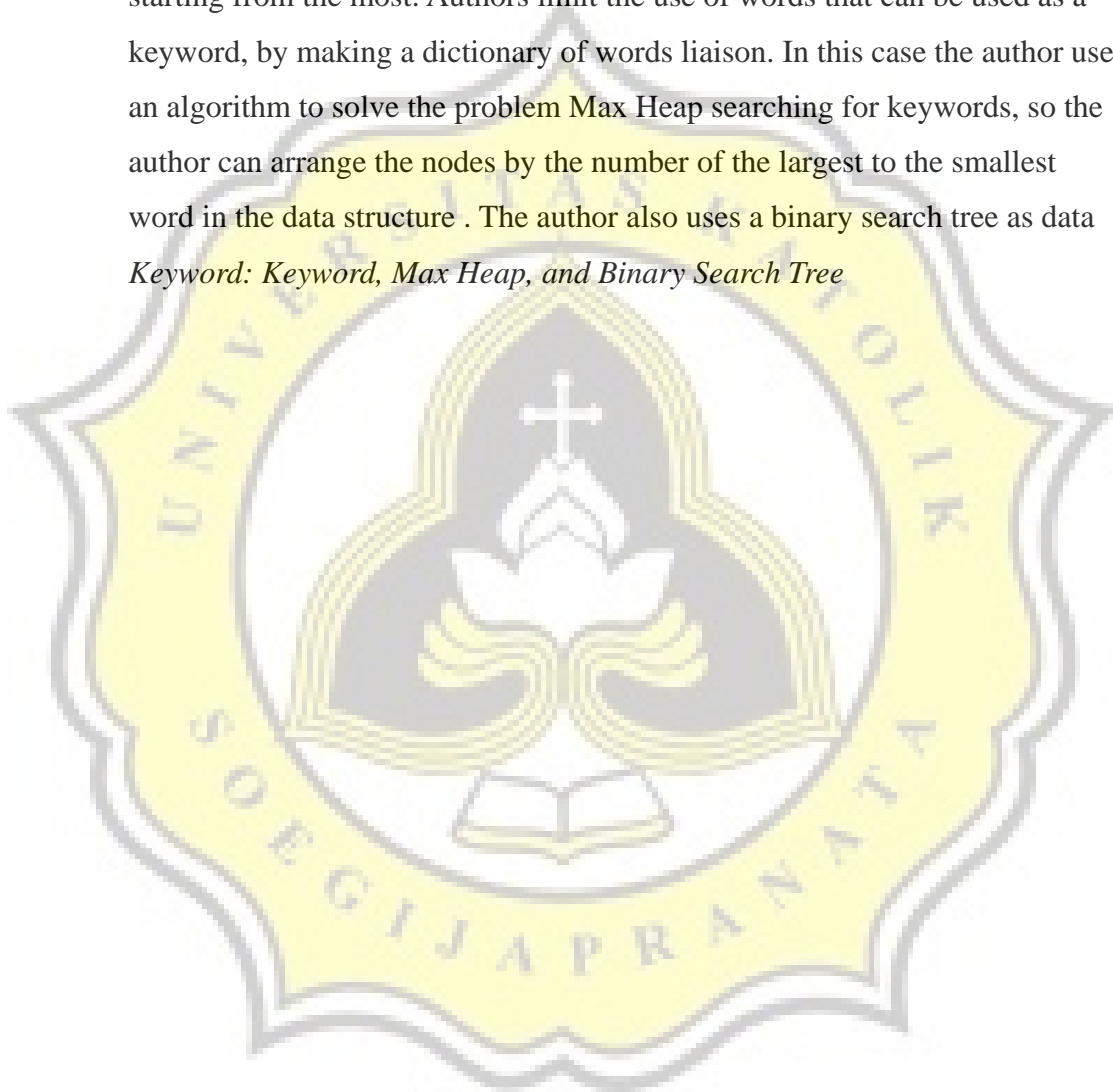 starting from the most. Authors limit the use of words that can be used as a
keyword, by making a dictionary of words liaison. In this case the author use
an algorithm to solve the problem Max Heap searching for keywords, so the
author can arrange the nodes by the number of the largest to the smallest
word in the data structure . The author also uses a binary search tree as data
Keyword: Keyword, Max Heap, and Binary Search Tree
UNIVERSITAS KATOLIK
SOEGIJAPRANATA